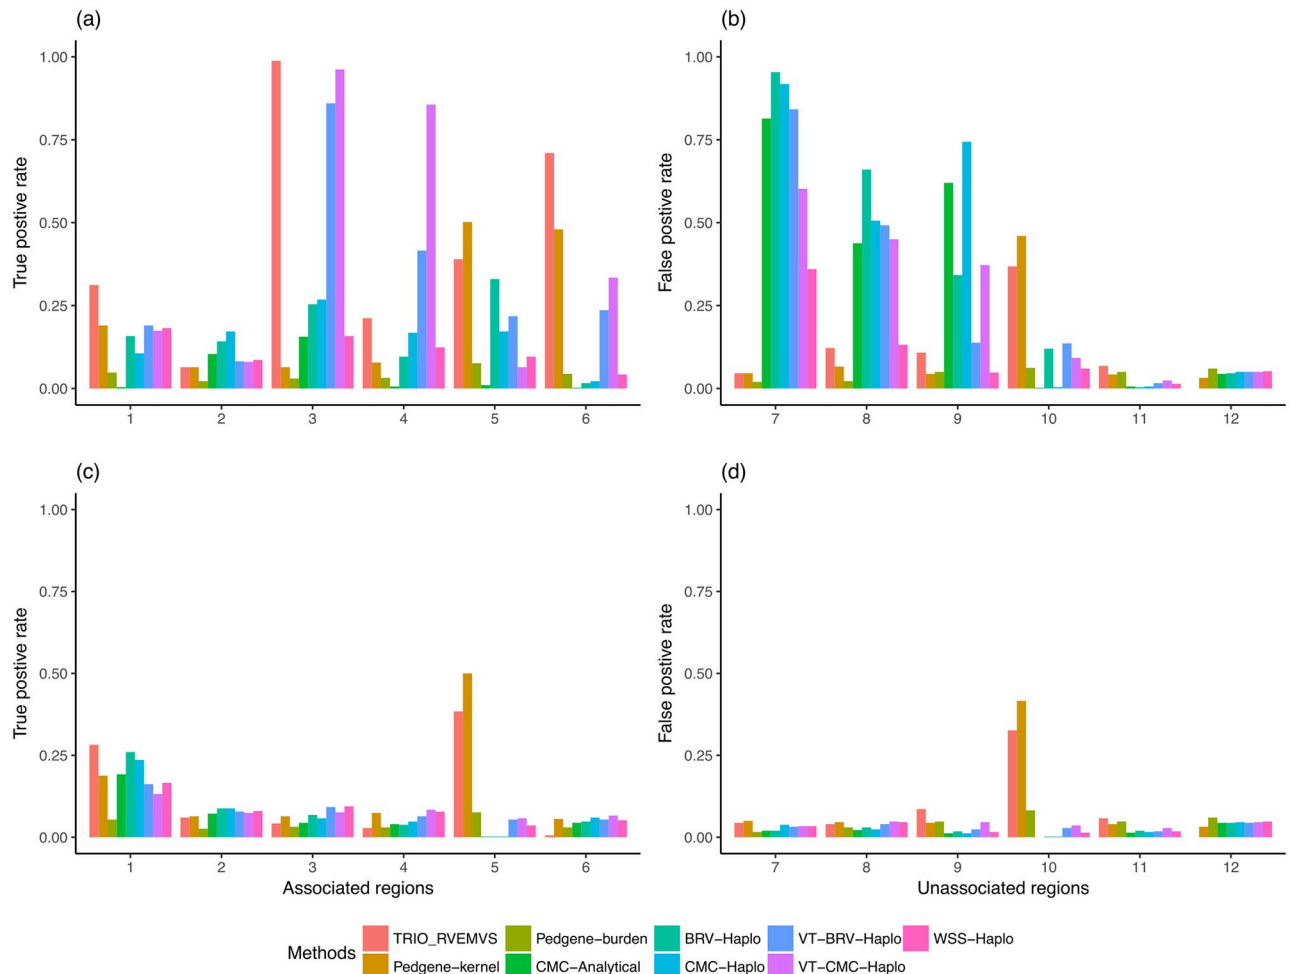 (a)
True postive rate
1.00
0.75
0.50
0.25
0.00
1 2 3 4 5 6
(b)
False postive rate
1.00
0.75
0.50
0.25
0.00
7 8 9 10 11 12
(c)
True postive rate
1.00
0.75
0.50
0.25
0.00
1 2 3 4 5 6
Associated regions
(d)
False postive rate
1.00
0.75
0.50
0.25
0.00
7 8 9 10 11 12
Unassociated regions
Methods
TRIO_RVEMVS Pedgene−burden BRV−Haplo VT−BRV−Haplo WSS−Haplo
Pedgene−kernel CMC−Analytical CMC−Haplo VT−CMC−Haplo